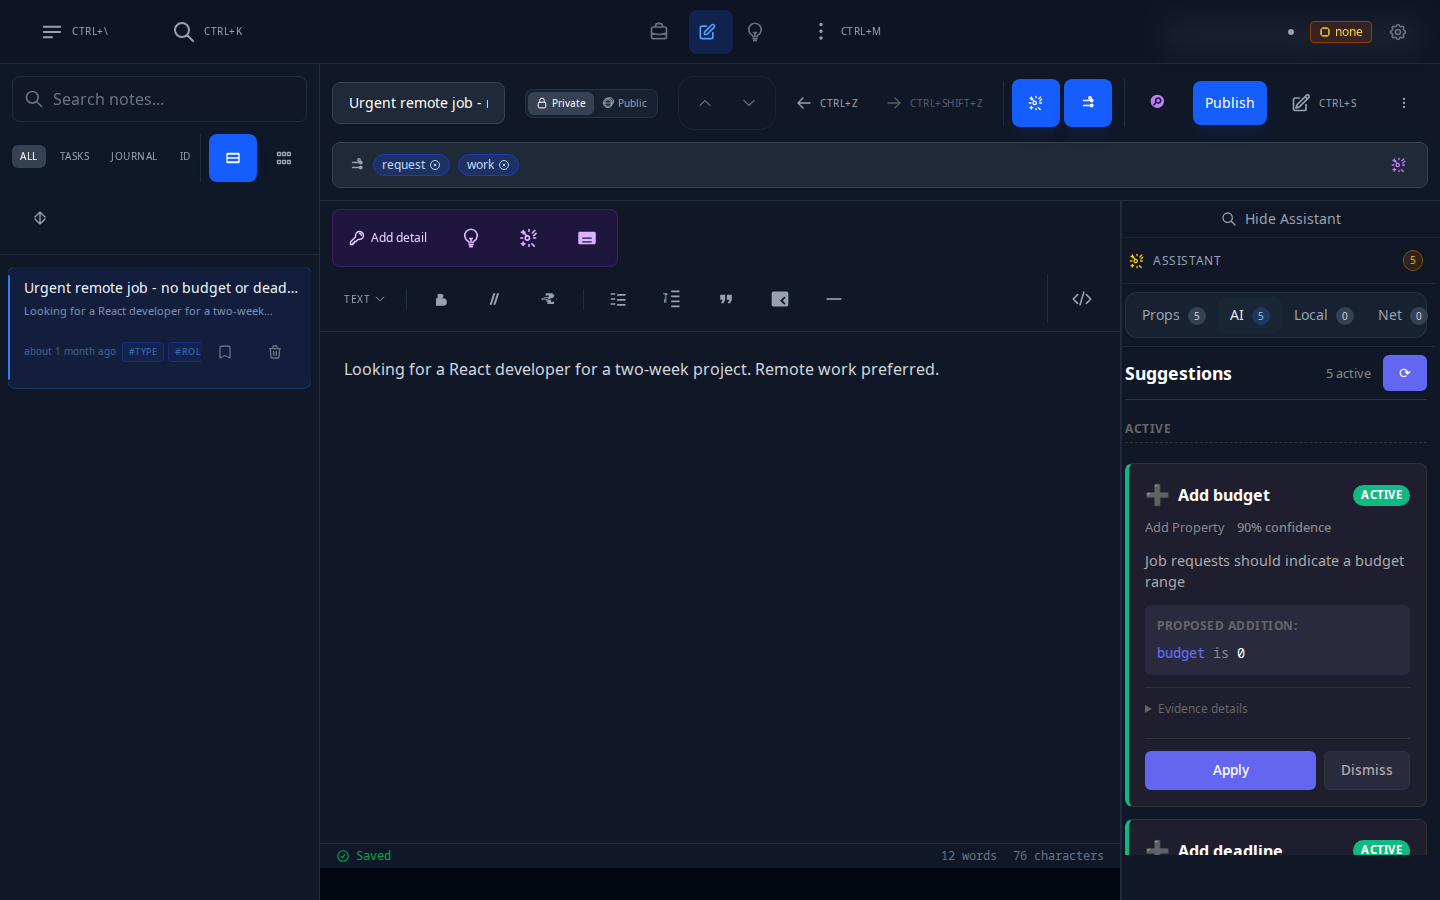 CTRL+\
CTRL+K
CTRL+M
none
Search notes...
ALL
TASKS
JOURNAL
ID
Urgent remote job - no budget or dead...
Looking for a React developer for a two-week...
about 1 month ago
#TYPE
#ROL
Urgent remote job -
Private
Public
CTRL+Z
CTRL+SHIFT+Z
Publish
CTRL+S
request
work
Add detail
TEXT
Looking for a React developer for a two-week project. Remote work preferred.
Saved
12 words
76 characters
Hide Assistant
ASSISTANT
5
Props 5
AI 5
Local 0
Net 0
Suggestions
5 active
ACTIVE
Add budget
ACTIVE
Add Property
90% confidence
Job requests should indicate a budget
range
PROPOSED ADDITION:
budget is 0
Evidence details
Apply
Dismiss
Add deadline
ACTIVE